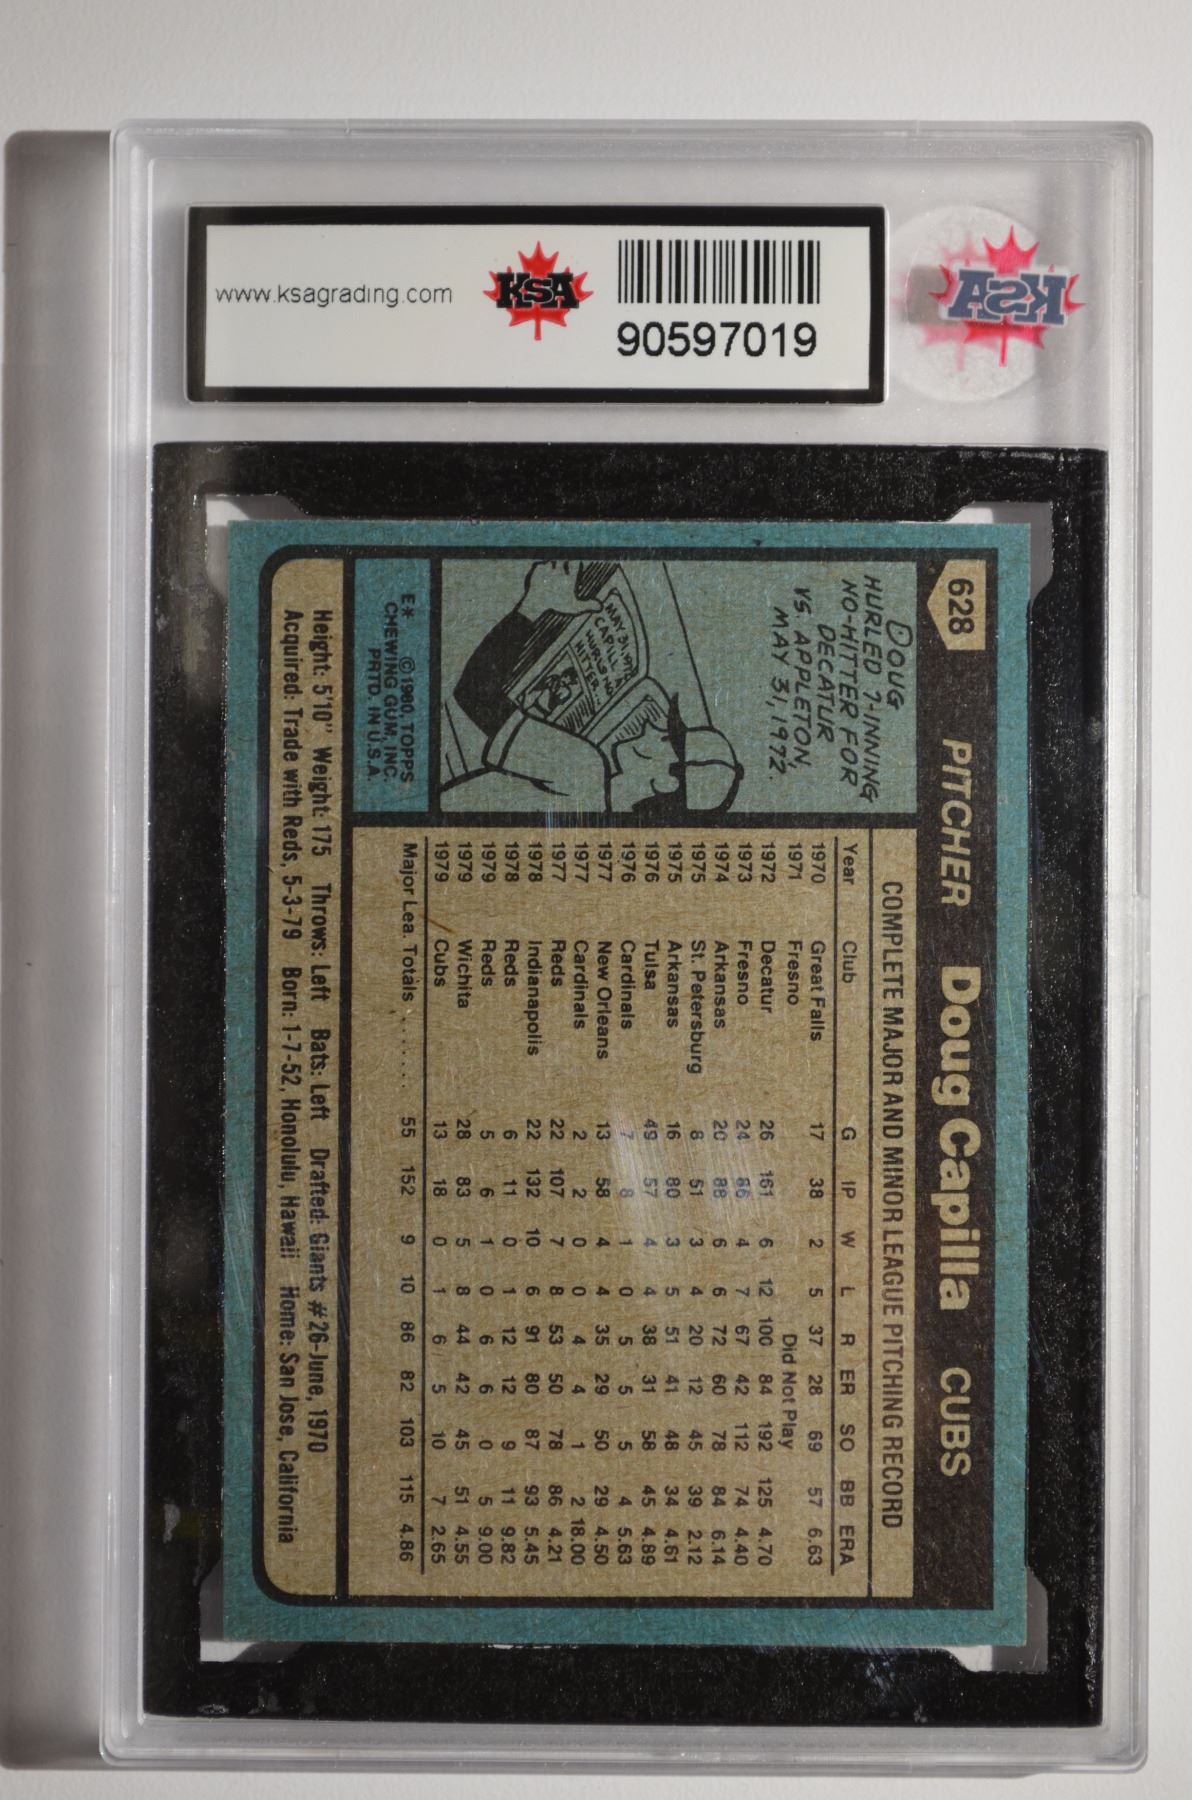 www.ksagrading.com
KSA
90597019
KSA
628
PITCHER Doug Capilla CUBS
DOUG
HURLED 7-INNING
NO-HITTER FOR
DECATUR
VS. APPLETON,
MAY 31, 1972.
MAY 31, 1972
CAPILLA
HURLS NO
HITTER...
E* ©1980, TOPPS
CHEWING GUM, INC.
PRTD. IN U.S.A.
COMPLETE MAJOR AND MINOR LEAGUE PITCHING RECORD
Year Club G IP W L R ER SO BB ERA
1970 Great Falls 17 38 2 5 37 28 69 57 6.63
1971 Fresno Did Not Play
1972 Decatur 26 161 6 12 100 84 192 125 4.70
1973 Fresno 24 86 4 7 67 42 112 74 4.40
1974 Arkansas 20 88 6 6 72 60 78 84 6.14
1975 St. Petersburg 8 51 3 4 20 12 45 39 2.12
1975 Arkansas 16 80 3 5 51 41 48 34 4.61
1976 Tulsa 49 57 4 4 38 31 58 45 4.89
1976 Cardinals 7 8 1 0 5 5 5 4 5.63
1977 New Orleans 13 58 4 4 35 29 50 29 4.50
1977 Cardinals 2 2 0 0 4 4 1 2 18.00
1977 Reds 22 107 7 8 53 50 78 86 4.21
1978 Indianapolis 22 132 10 6 91 80 87 93 5.45
1978 Reds 6 11 0 1 12 12 9 11 9.82
1979 Reds 5 6 1 0 6 6 0 5 9.00
1979 Wichita 28 83 5 8 44 42 45 51 4.55
1979 Cubs 13 18 0 1 6 5 10 7 2.65
Major Lea. Totals ...... 55 152 9 10 86 82 103 115 4.86
Height: 5'10" Weight: 175 Throws: Left Bats: Left Drafted: Giants #26-June, 1970
Acquired: Trade with Reds, 5-3-79 Born: 1-7-52, Honolulu, Hawaii Home: San Jose, California